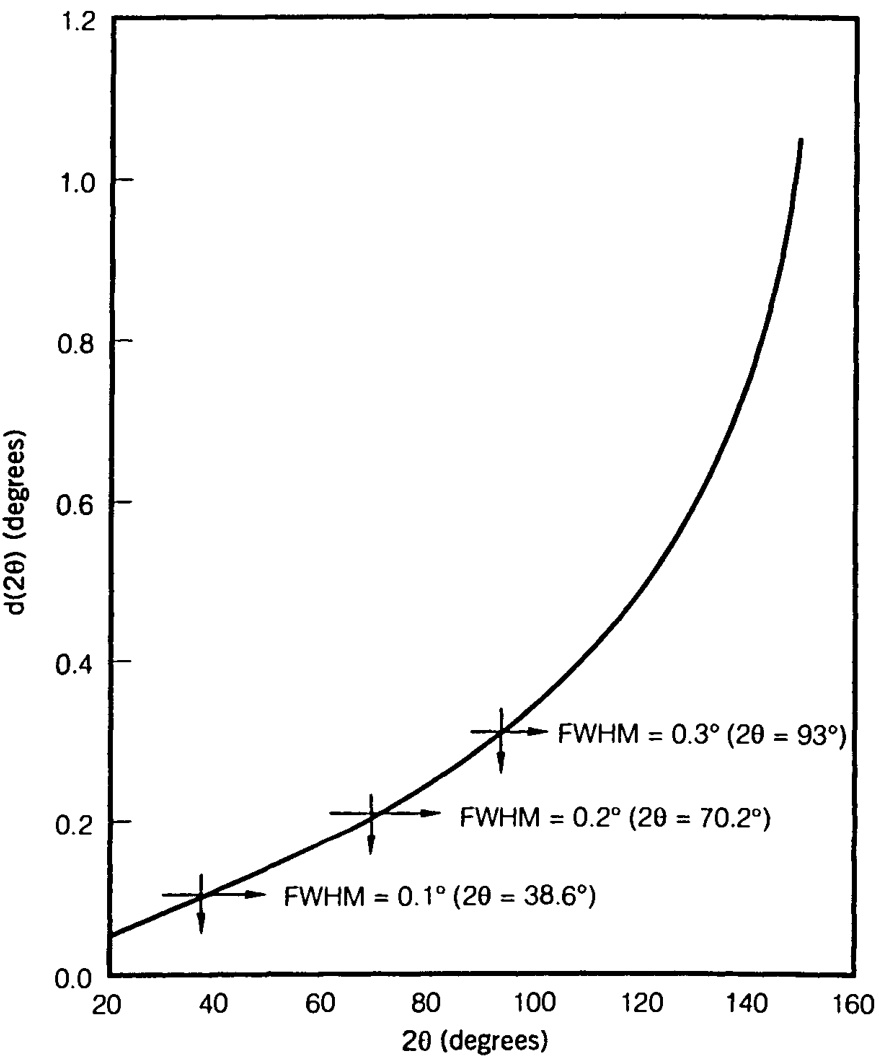 1.2
1.0
0.8
0.6
0.4
0.2
0.0
d(2θ) (degrees)
FWHM = 0.3° (2θ = 93°)
FWHM = 0.2° (2θ = 70.2°)
FWHM = 0.1° (2θ = 38.6°)
20 40 60 80 100 120 140 160
2θ (degrees)